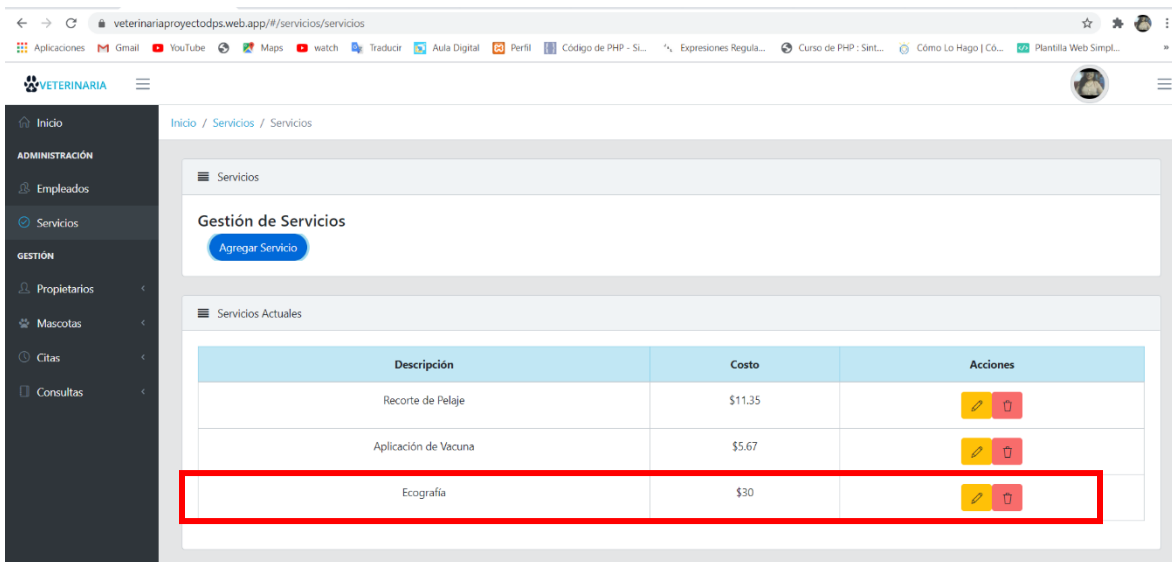 veterinariaproyectodps.web.app/#/servicios/servicios
Aplicaciones Gmail YouTube Maps watch Traducir Aula Digital Perfil Código de PHP - Si... Expresiones Regula... Curso de PHP : Sint... Cómo Lo Hago | Có... Plantilla Web Simpl... »
VETERINARIA
Inicio
Inicio / Servicios / Servicios
ADMINISTRACIÓN
Empleados
Servicios
GESTIÓN
Propietarios
Mascotas
Citas
Consultas
Servicios
Gestión de Servicios
Agregar Servicio
Servicios Actuales
Descripción Costo Acciones
Recorte de Pelaje $11.35
Aplicación de Vacuna $5.67
Ecografía $30